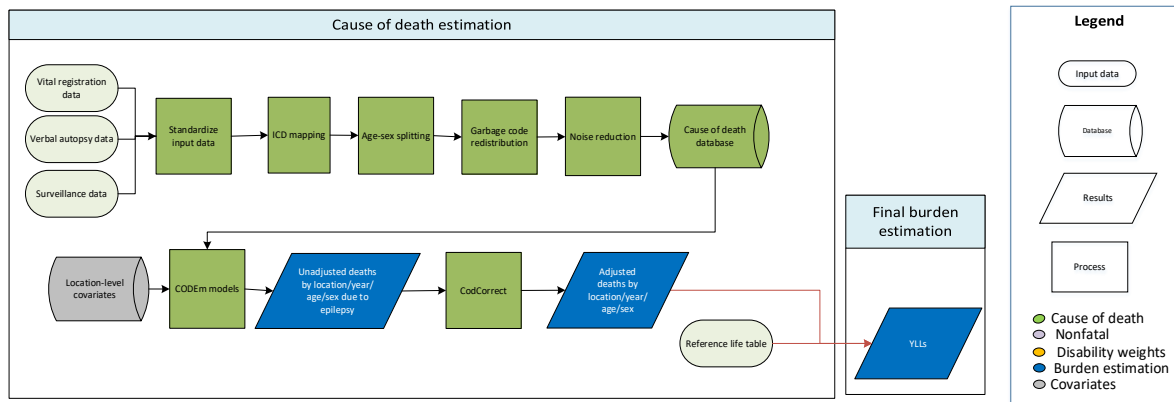 Cause of death estimation
Vital registration
data
Verbal autopsy data
Surveillance data
Standardize
input data
ICD mapping
Age-sex splitting
Garbage code
redistribution
Noise reduction
Cause of death
database
Location-level
covariates
CODEm models
Unadjusted deaths
by location/year/
age/sex due to
epilepsy
CodCorrect
Adjusted
deaths by
location/year/
age/sex
Reference life table
Final burden
estimation
YLLs
Legend
Input data
Database
Results
Process
Cause of death
Nonfatal
Disability weights
Burden estimation
Covariates